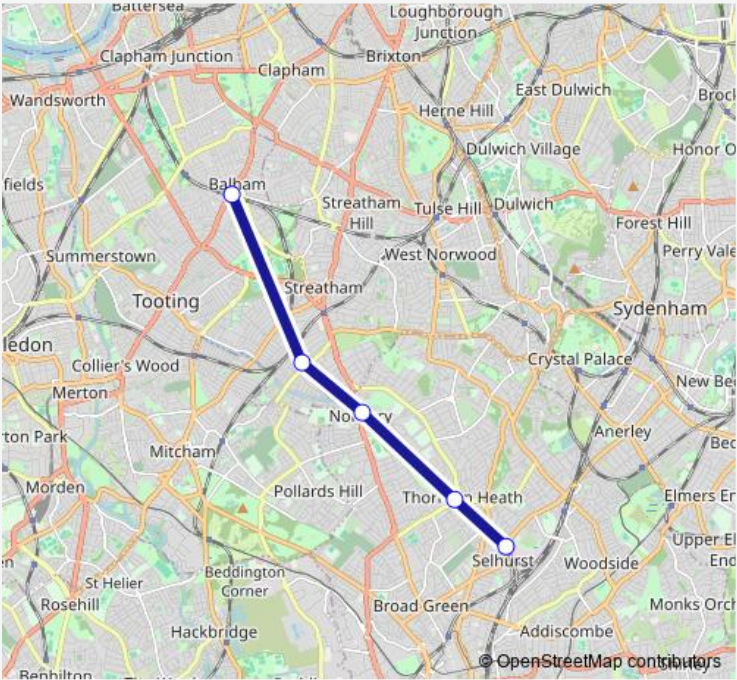 Battersea
Loughborough
Junction
Clapham Junction
Brixton
Clapham
Wandsworth
East Dulwich
Herne Hill
Dulwich Village
Honor O
fields
Balham
Streatham
Hill
Tulse Hill
Dulwich
Forest Hill
Summerstown
West Norwood
Perry Vale
Streatham
Tooting
Sydenham
ledon
Collier's Wood
Crystal Palace
Merton
New Be
rton Park
Anerley
Mitcham
Morden
Pollards Hill
Thor n Heath
Elmers En
Selhurst
Woodside
Upper El
End
St Helier
Beddington
Corner
Rosehill
Broad Green
Monks Orch
Hackbridge
Addiscombe
© OpenStreetMap contributors